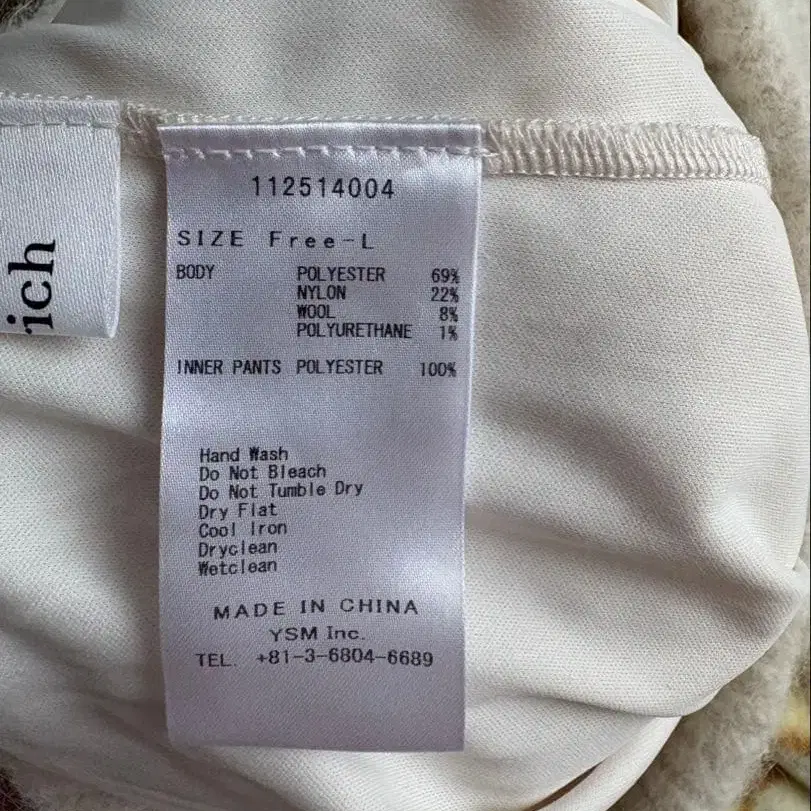 112514004
SIZE Free-L
BODY POLYESTER 69%
NYLON 22%
WOOL 8%
POLYURETHANE 1%
INNER PANTS POLYESTER 100%
Hand Wash
Do Not Bleach
Do Not Tumble Dry
Dry Flat
Cool Iron
Dryclean
Wetclean
MADE IN CHINA
YSM Inc.
TEL. +81-3-6804-6689
rich